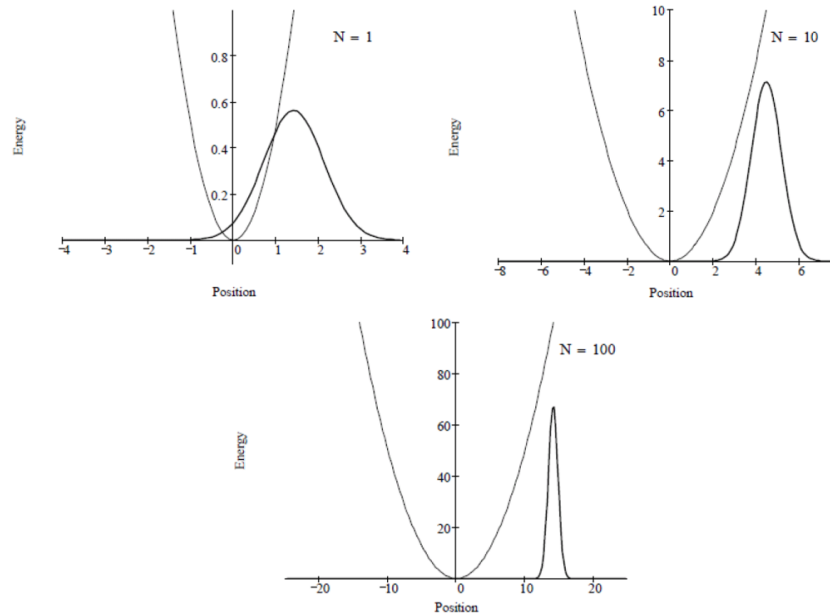 N = 1
0.8
0.6
0.4
0.2
Energy
−4 −3 −2 −1 0 1 2 3 4
Position
N = 10
10
8
6
4
2
Energy
−8 −6 −4 −2 0 2 4 6
Position
N = 100
100
80
60
40
20
Energy
−20 −10 0 10 20
Position